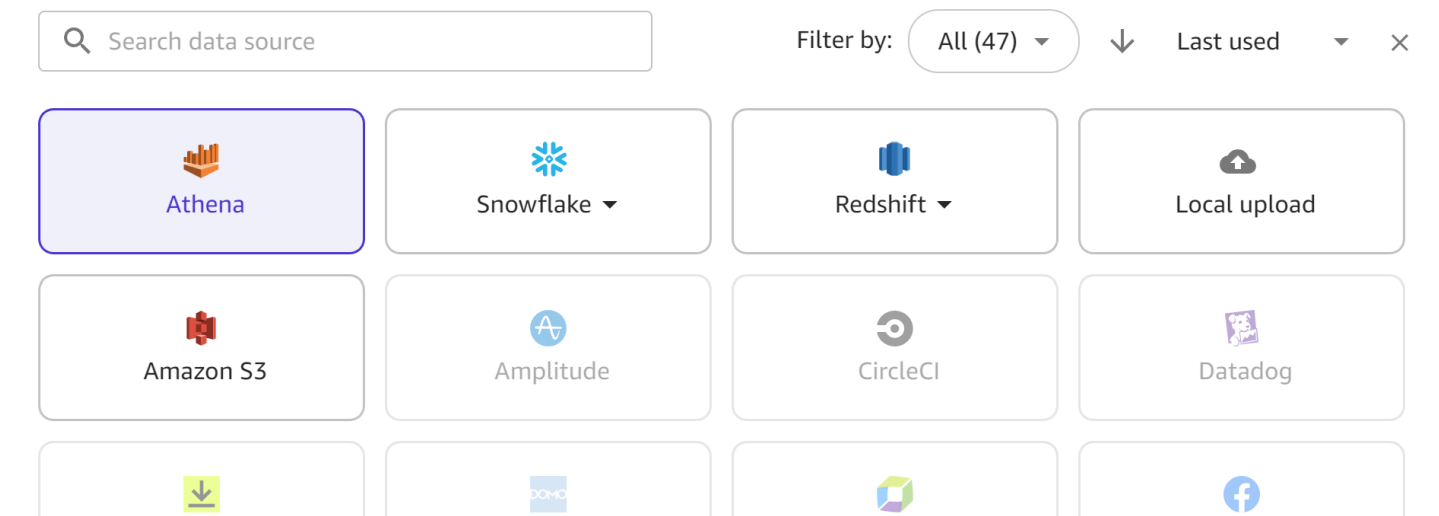 Search data source
Filter by: All (47) Last used
Athena Snowflake Redshift Local upload
Amazon S3 Amplitude CircleCI Datadog
DOMO